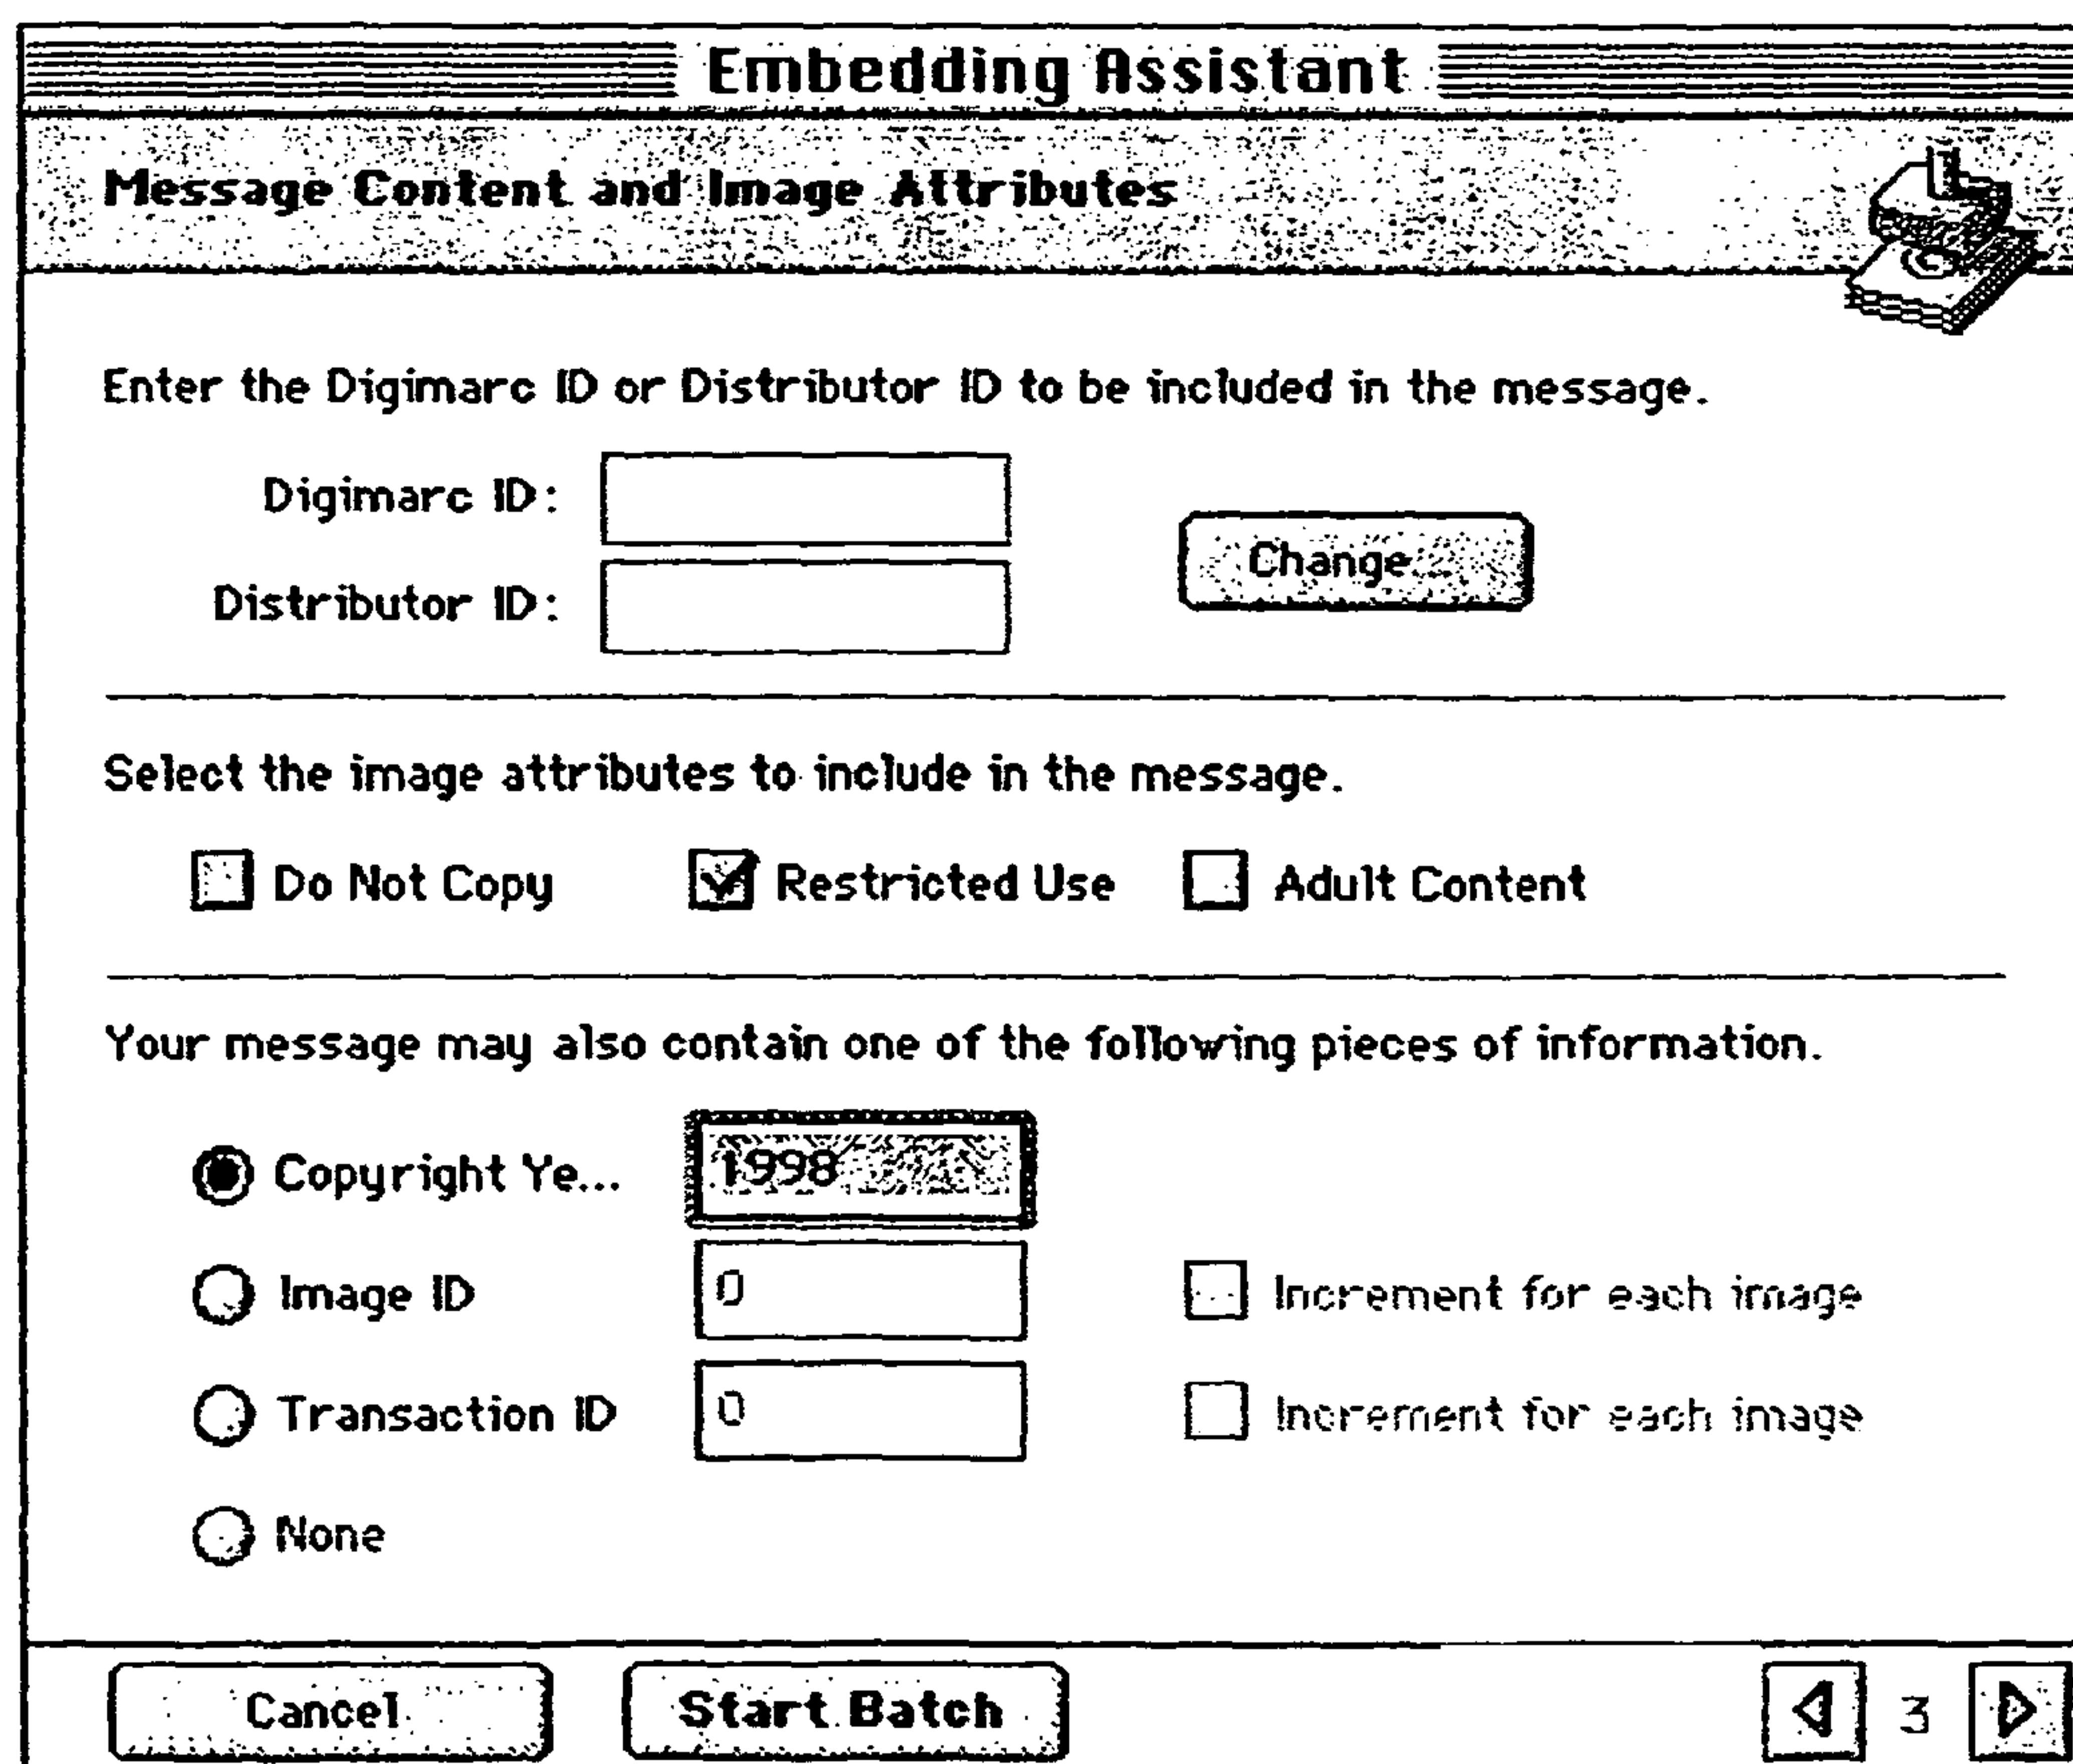 Embedding Assistant
Message Content and Image Attributes
Enter the Digimarc ID or Distributor ID to be included in the message.
Digimarc ID:
Change...
Distributor ID:
Select the image attributes to include in the message.
Do Not Copy Restricted Use Adult Content
Your message may also contain one of the following pieces of information.
Copyright Ye... 1998
Image ID 0 Increment for each image
Transaction ID 0 Increment for each image
None
Cancel Start Batch 3